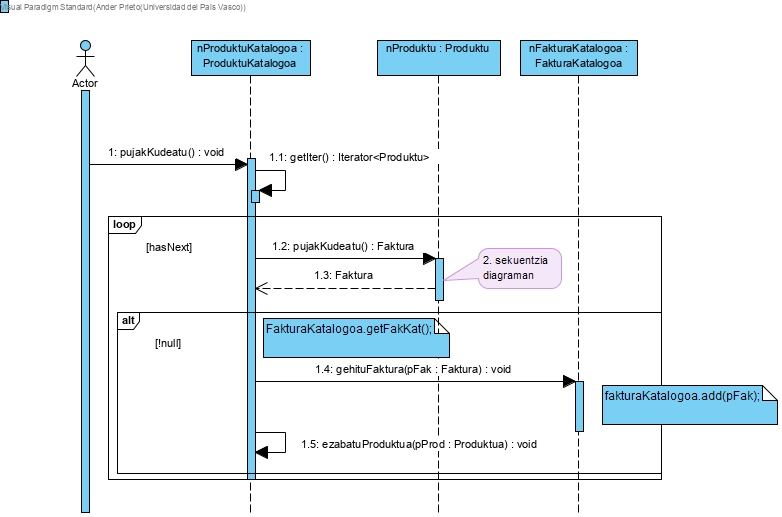 Visual Paradigm Standard(Ander Prieto(Universidad del Pais Vasco))
nProduktuKatalogoa :
ProduktuKatalogoa
nProduktu : Produktu
nFakturaKatalogoa :
FakturaKatalogoa
Actor
1: pujakKudeatu() : void
1.1: getIter() : Iterator<Produktu>
loop
[hasNext]
1.2: pujakKudeatu() : Faktura
2. sekuentzia
diagraman
1.3: Faktura
alt
[!null]
FakturaKatalogoa.getFakKat();
1.4: gehituFaktura(pFak : Faktura) : void
fakturaKatalogoa.add(pFak);
1.5: ezabatuProduktua(pProd : Produktua) : void